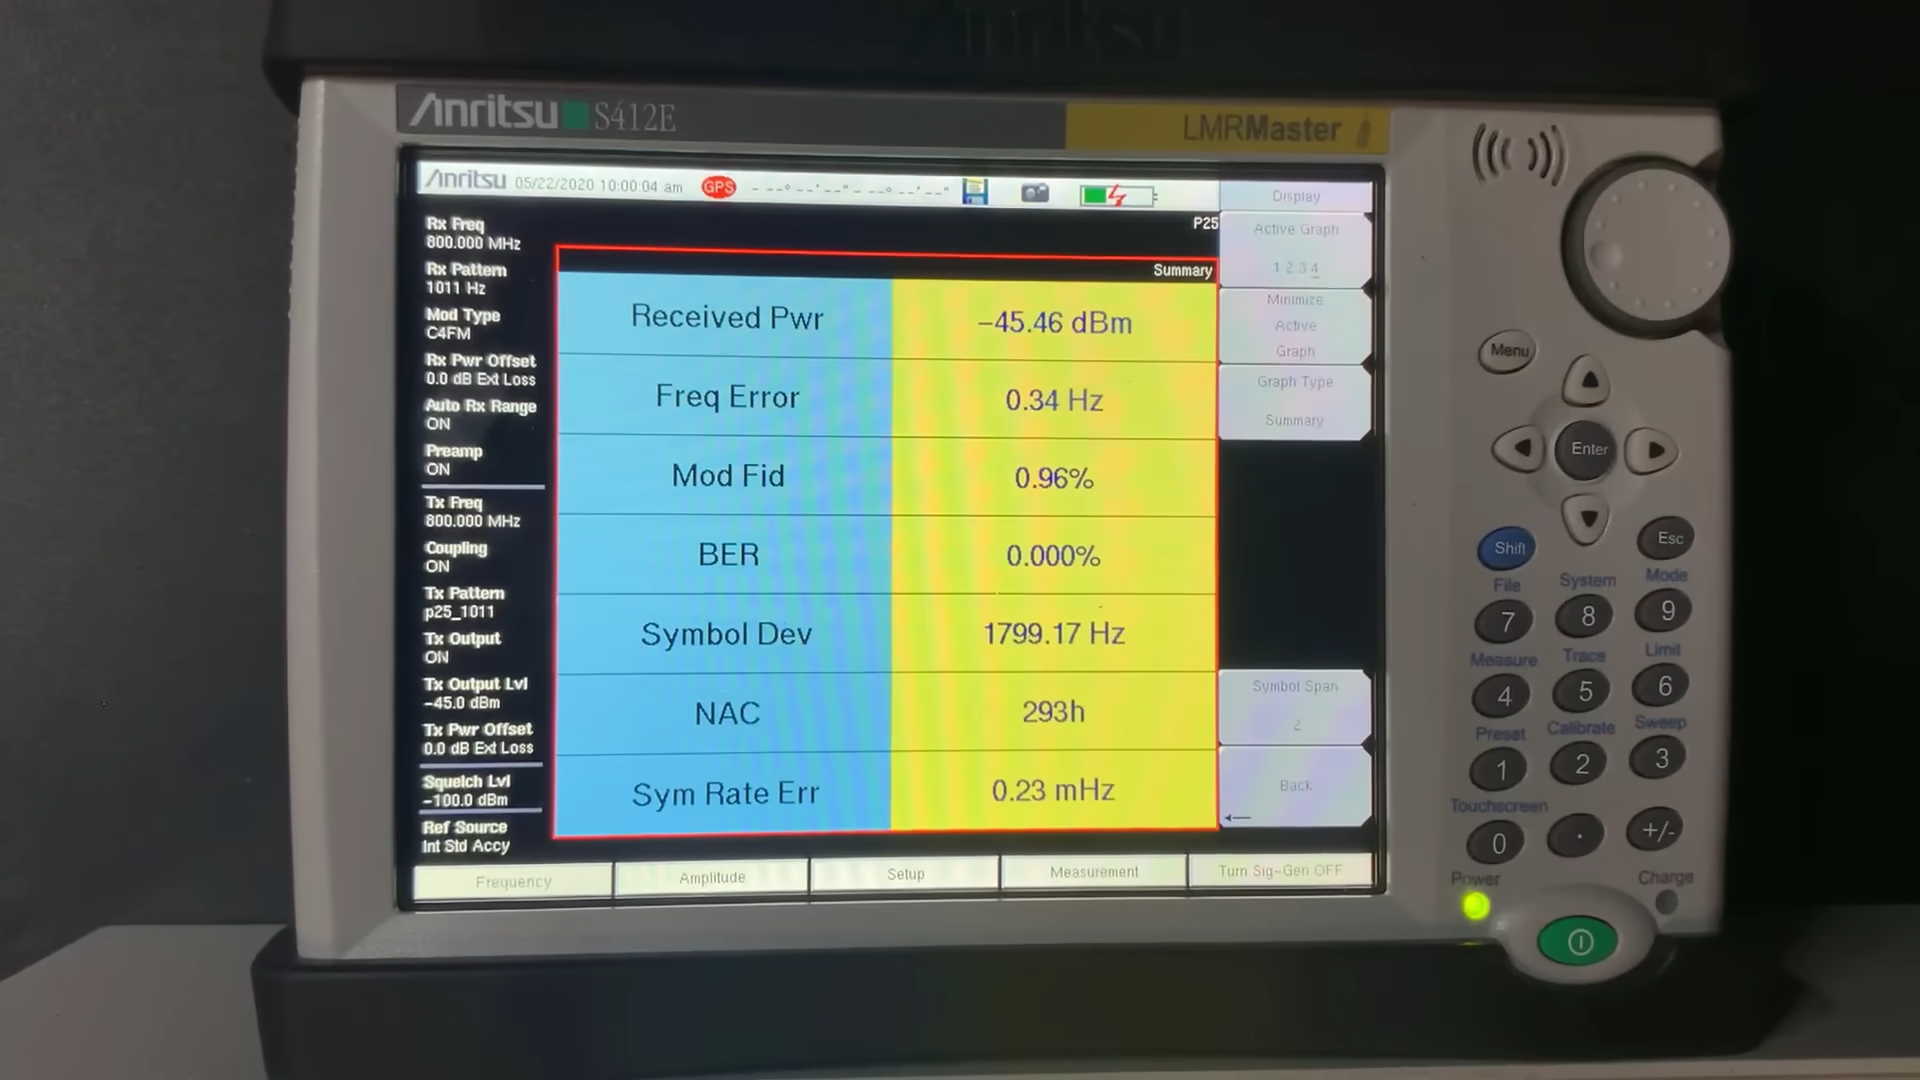 Anritsu S412E
LMRMaster
Anritsu 05/22/2020 10:00:04 am GPS
Display
P25
Rx Freq
800.000 MHz
Rx Pattern
1011 Hz
Mod Type
C4FM
Rx Pwr Offset
0.0 dB Ext Loss
Auto Rx Range
ON
Preamp
ON
Tx Freq
800.000 MHz
Coupling
ON
Tx Pattern
p25_1011
Tx Output
ON
Tx Output Lvl
-45.0 dBm
Tx Pwr Offset
0.0 dB Ext Loss
Squelch Lvl
-100.0 dBm
Ref Source
Int Std Accy
Summary
Received Pwr -45.46 dBm
Freq Error 0.34 Hz
Mod Fid 0.96%
BER 0.000%
Symbol Dev 1799.17 Hz
NAC 293h
Sym Rate Err 0.23 mHz
Active Graph
1 2 3 4
Minimize
Active
Graph
Graph Type
Summary
Symbol Span
2
Back
Frequency
Amplitude
Setup
Measurement
Turn Sig-Gen OFF
Menu
Enter
Shift
Esc
File System Mode
7 8 9
Measure Trace Limit
4 5 6
Preset Calibrate Sweep
1 2 3
Touchscreen
0 . +/-
Power
Charge